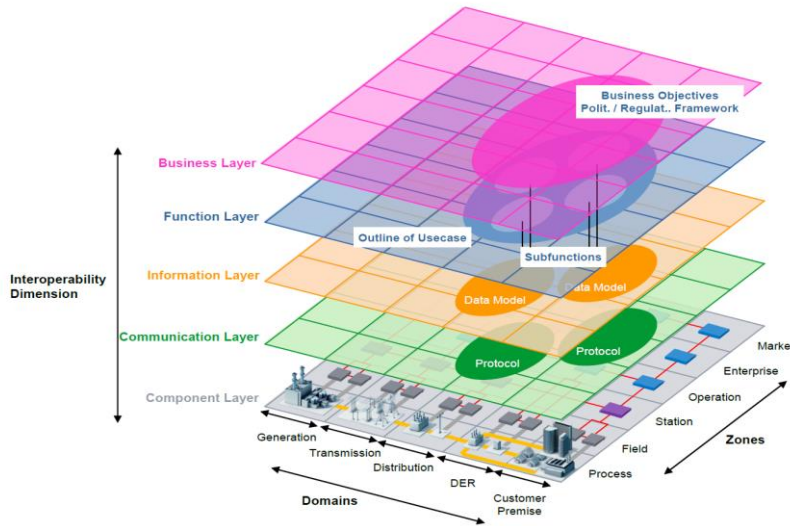 Business Objectives
Polit. / Regulat.. Framework
Business Layer
Function Layer
Outline of Usecase
Subfunctions
Interoperability
Dimension
Information Layer
Data Model
Data Model
Communication Layer
Protocol
Protocol
Component Layer
Market
Enterprise
Operation
Station
Field
Process
Zones
Generation
Transmission
Distribution
DER
Customer
Premise
Domains